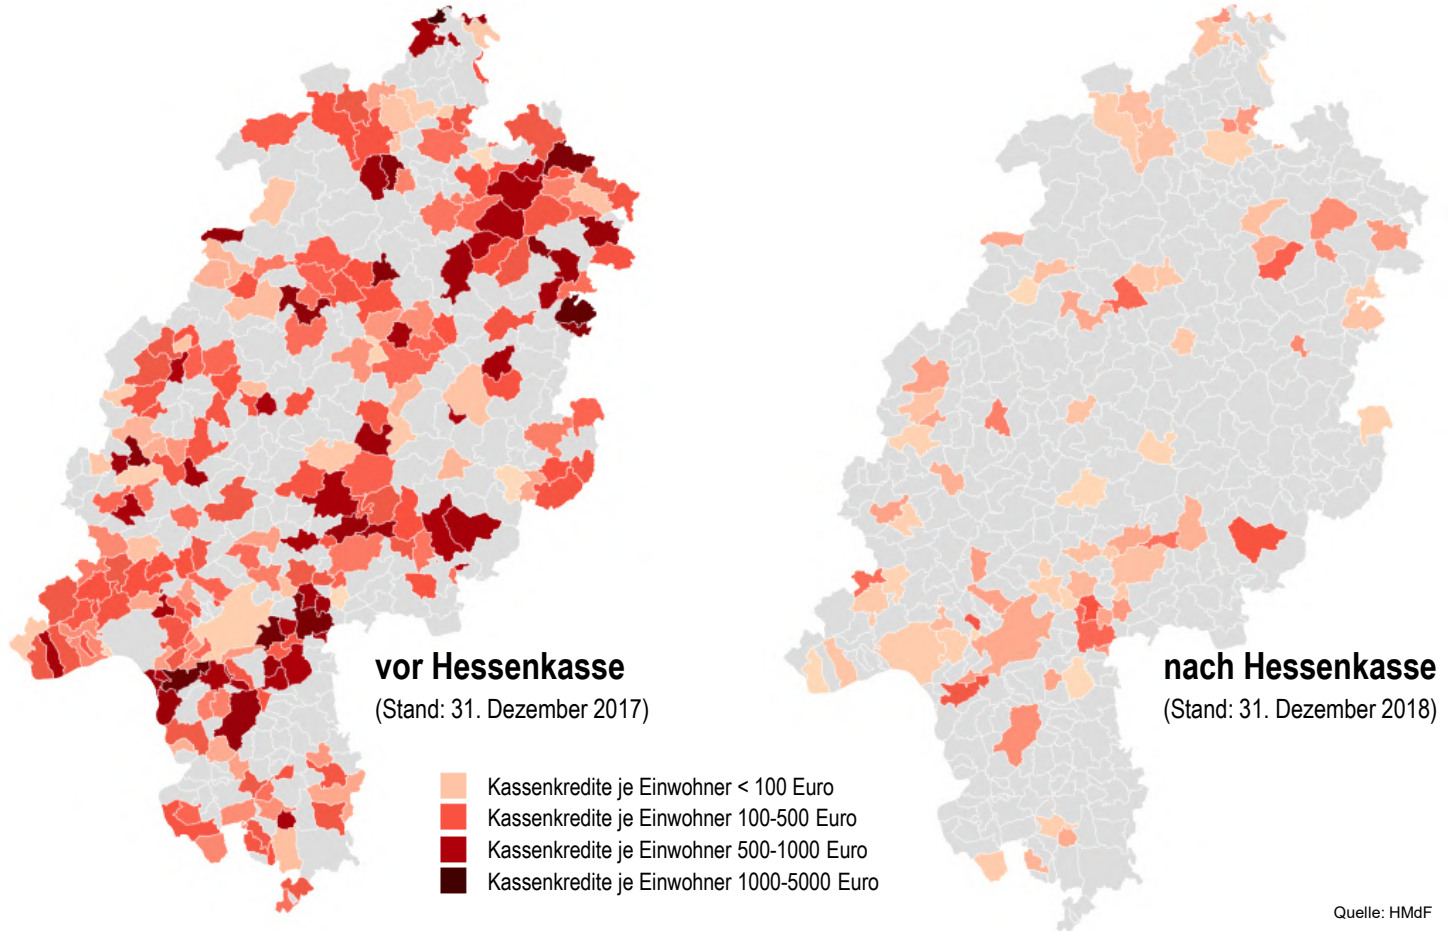 vor Hessenkasse
(Stand: 31. Dezember 2017)
nach Hessenkasse
(Stand: 31. Dezember 2018)
Kassenkredite je Einwohner < 100 Euro
Kassenkredite je Einwohner 100-500 Euro
Kassenkredite je Einwohner 500-1000 Euro
Kassenkredite je Einwohner 1000-5000 Euro
Quelle: HMdF